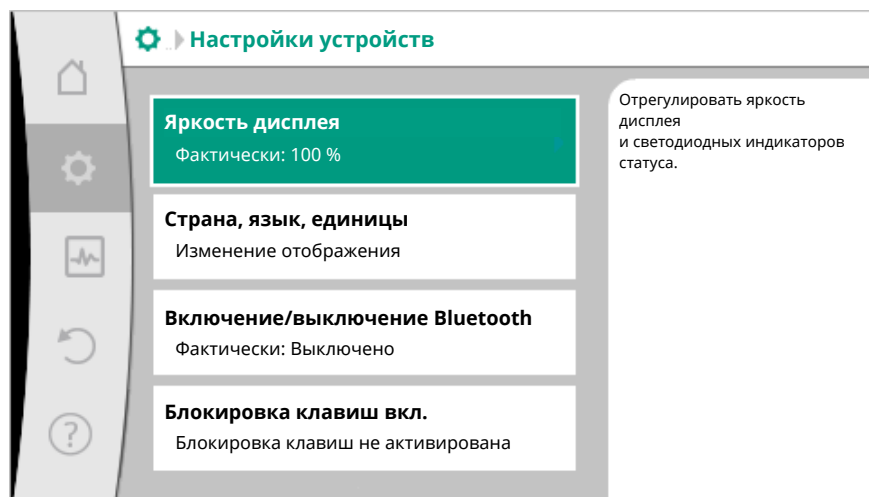 Настройки устройств
Яркость дисплея
Фактически: 100 %
Страна, язык, единицы
Изменение отображения
Включение/выключение Bluetooth
Фактически: Выключено
Блокировка клавиш вкл.
Блокировка клавиш не активирована
Отрегулировать яркость
дисплея
и светодиодных индикаторов
статуса.
?